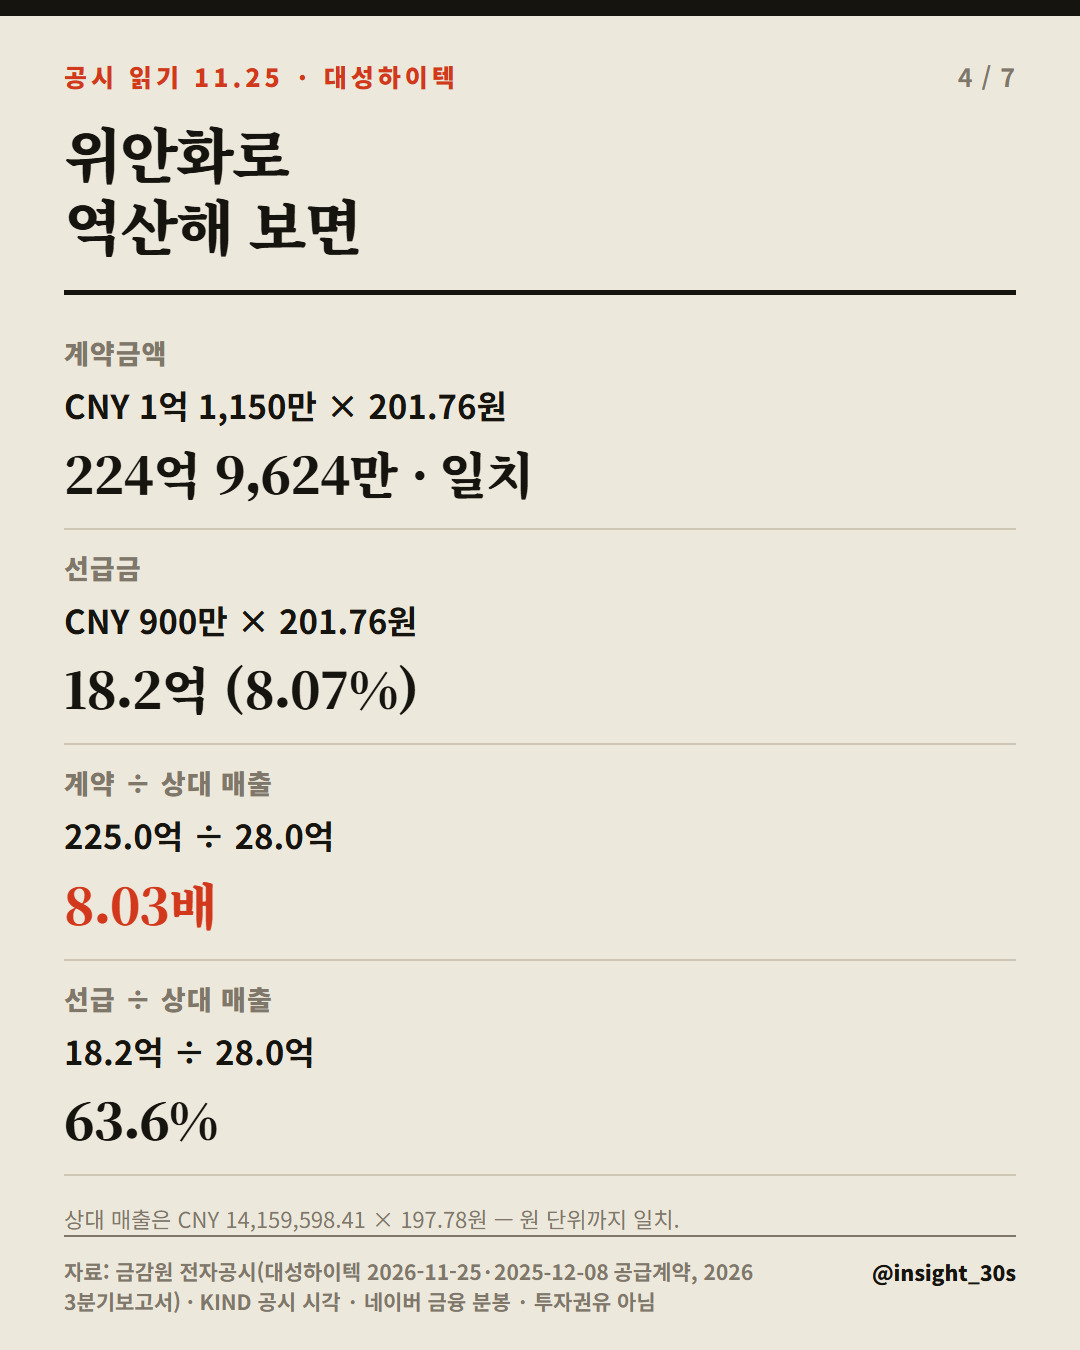 공시 읽기 11.25 · 대성하이텍
4 / 7
위안화로
역산해 보면
계약금액
CNY 1억 1,150만 × 201.76원
224억 9,624만 · 일치
선급금
CNY 900만 × 201.76원
18.2억 (8.07%)
계약 ÷ 상대 매출
225.0억 ÷ 28.0억
8.03배
선급 ÷ 상대 매출
18.2억 ÷ 28.0억
63.6%
상대 매출은 CNY 14,159,598.41 × 197.78원 — 원 단위까지 일치.
자료: 금감원 전자공시(대성하이텍 2026-11-25·2025-12-08 공급계약, 2026
3분기보고서) · KIND 공시 시각 · 네이버 금융 분봉 · 투자권유 아님
@insight_30s